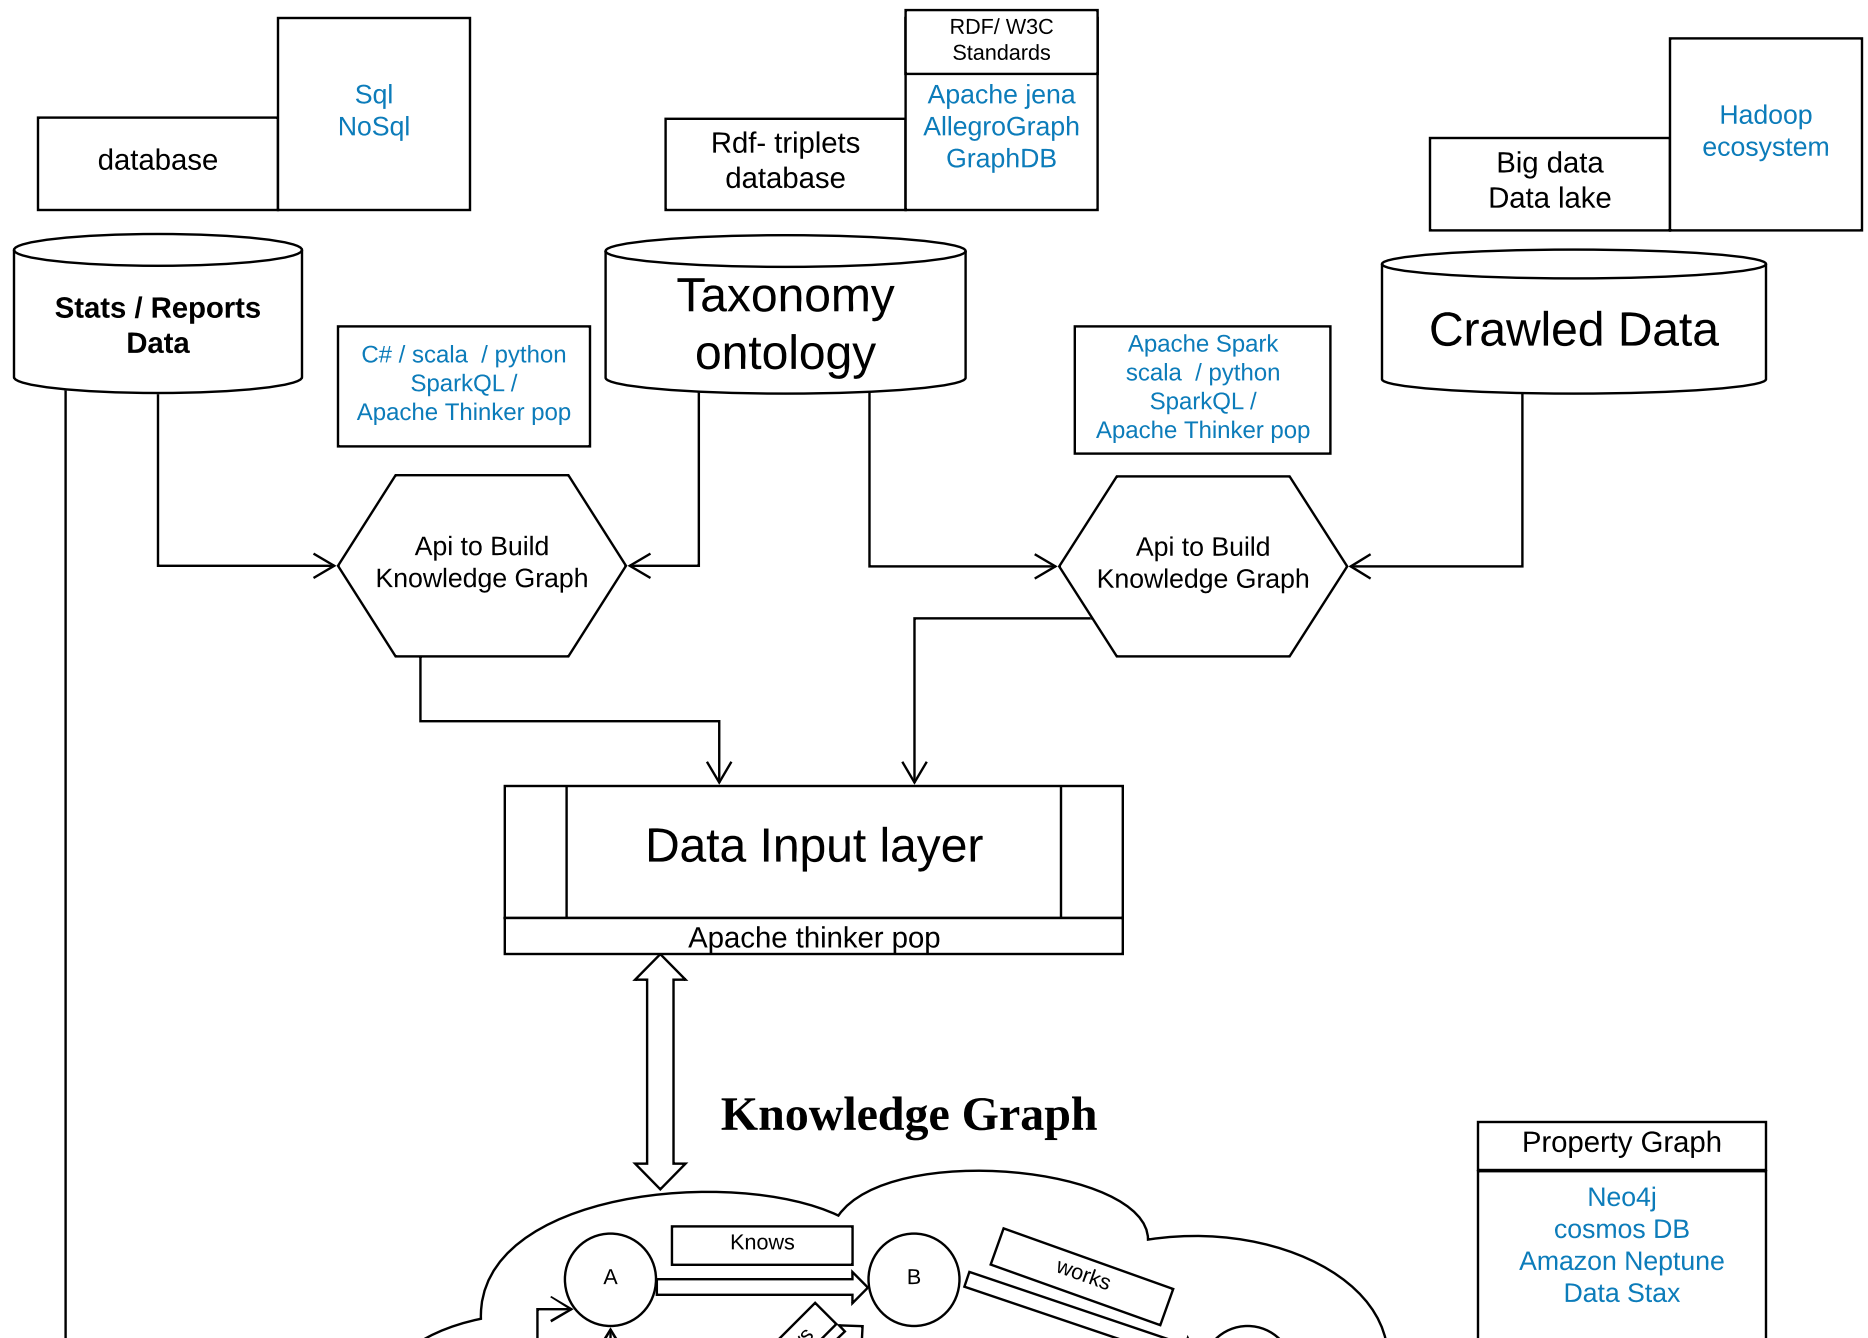 RDF/ W3C
Standards
Sql
NoSql
database
Apache jena
AllegroGraph
GraphDB
Rdf- triplets
database
Hadoop
ecosystem
Big data
Data lake
Stats / Reports
Data
Taxonomy
ontology
Crawled Data
C# / scala / python
SparkQL /
Apache Thinker pop
Apache Spark
scala / python
SparkQL /
Apache Thinker pop
Api to Build
Knowledge Graph
Api to Build
Knowledge Graph
Data Input layer
Apache thinker pop
Knowledge Graph
Property Graph
Neo4j
cosmos DB
Amazon Neptune
Data Stax
Knows
A
B
works